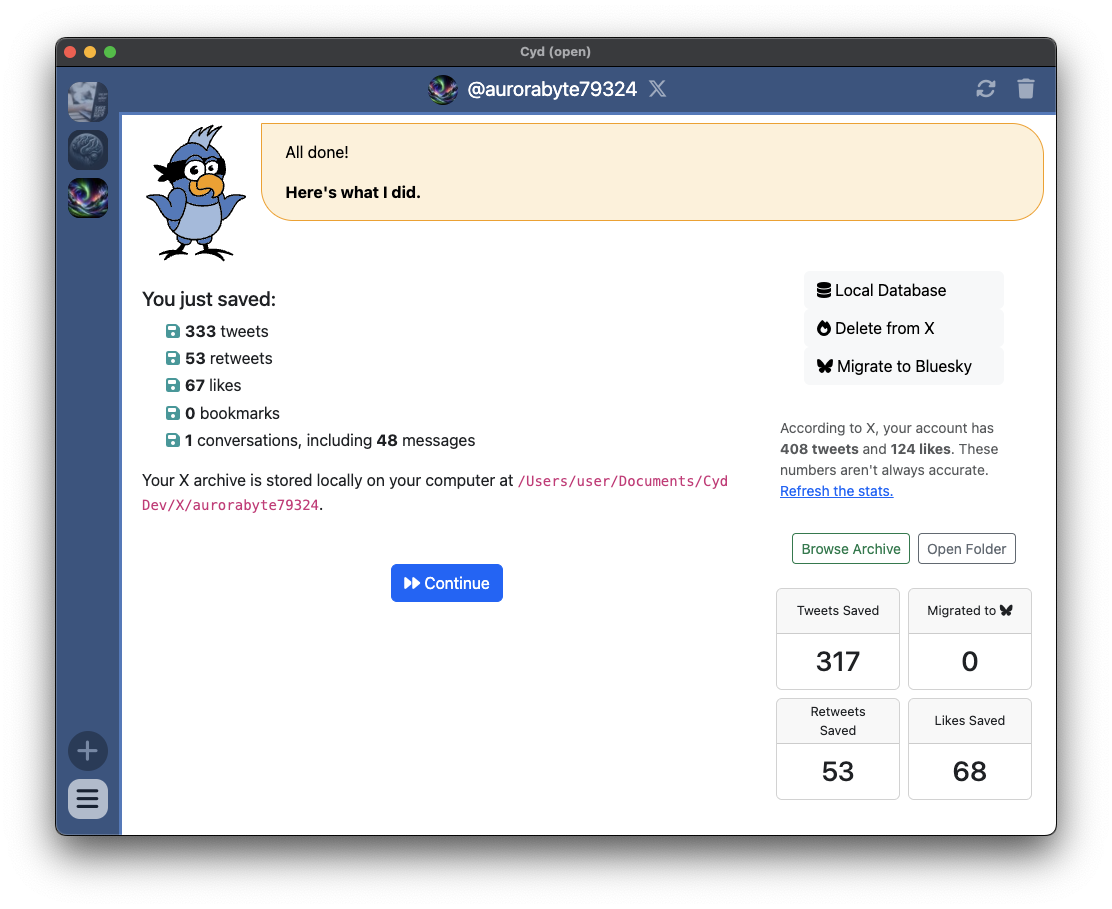 Cyd (open)
@aurorabyte79324 X
All done!
Here's what I did.
You just saved:
333 tweets
53 retweets
67 likes
0 bookmarks
1 conversations, including 48 messages
Your X archive is stored locally on your computer at /Users/user/Documents/Cyd
Dev/X/aurorabyte79324.
Continue
Local Database
Delete from X
Migrate to Bluesky
According to X, your account has
408 tweets and 124 likes. These
numbers aren't always accurate.
Refresh the stats.
Browse Archive
Open Folder
Tweets Saved
317
Migrated to
0
Retweets
Saved
53
Likes Saved
68